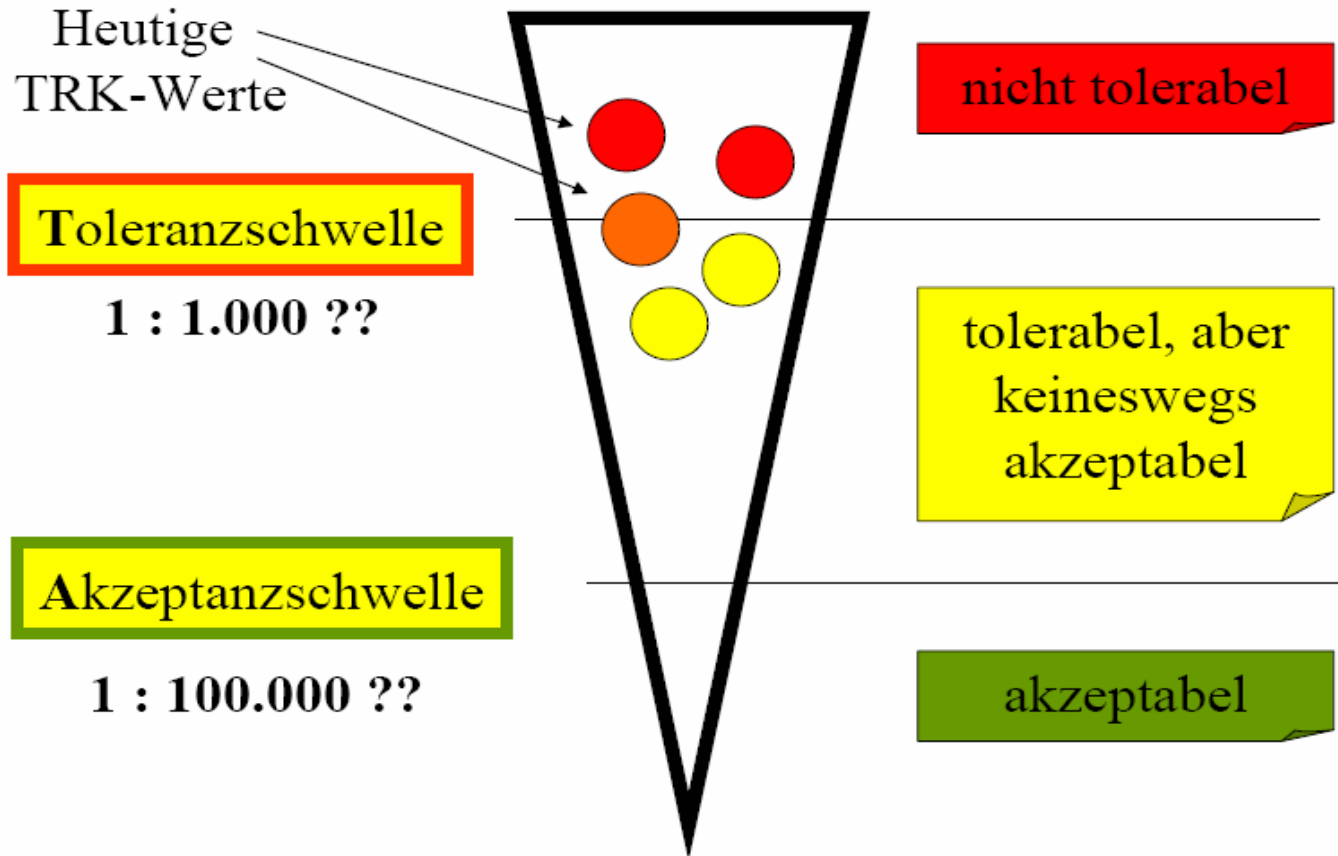 Heutige
TRK-Werte
Toleranzschwelle
1 : 1.000 ??
Akzeptanzschwelle
1 : 100.000 ??
nicht tolerabel
tolerabel, aber
keineswegs
akzeptabel
akzeptabel